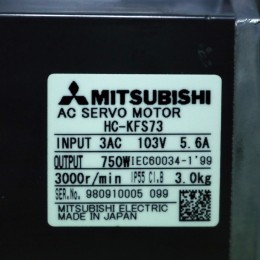 MITSUBISHI
AC SERVO MOTOR
HC-KFS73
INPUT 3AC 103V 5.6A
OUTPUT 750W IEC60034-1'99
3000r/min IP55 Cl.B 3.0kg
SER.No. 980910005 099
MITSUBISHI ELECTRIC
MADE IN JAPAN